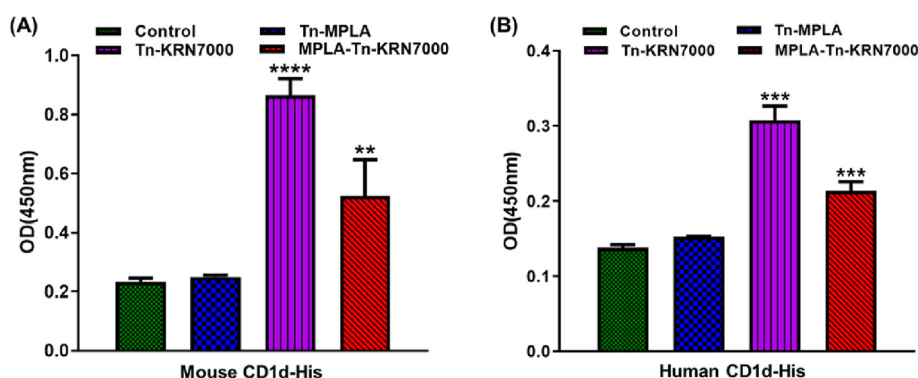 (A)
Control
Tn-MPLA
Tn-KRN7000
MPLA-Tn-KRN7000
1.0
0.8
0.6
0.4
0.2
0.0
OD(450nm)
****
**
Mouse CD1d-His
(B)
Control
Tn-MPLA
Tn-KRN7000
MPLA-Tn-KRN7000
0.4
0.3
0.2
0.1
0.0
OD(450nm)
***
***
Human CD1d-His